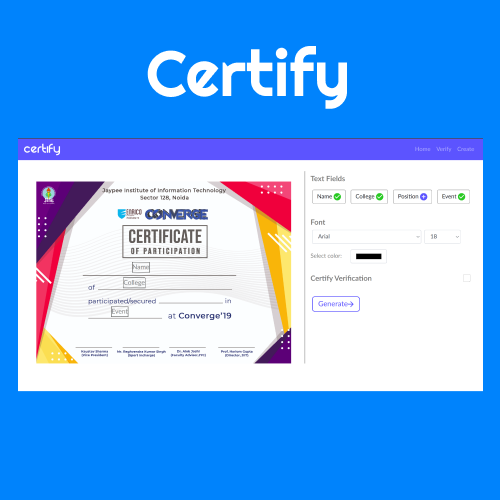 Certify
certify
Home Verify Create
Jaypee Institute of Information Technology
Sector 128, Noida
ENRICO
CONVERGE
CERTIFICATE
OF PARTICIPATION
Name
of College
participated/secured in
Event at Converge'19
Kaustav Sharma
(Vice President)
Mr. Raghvendra Kumar Singh
(Sport Incharge)
Dr. Alok Joshi
(Faculty Advisor, JYC)
Prof. Hariom Gupta
(Director, JIIT)
Text Fields
Name College Position Event
Font
Arial 18
Select color:
Certify Verification
Generate→